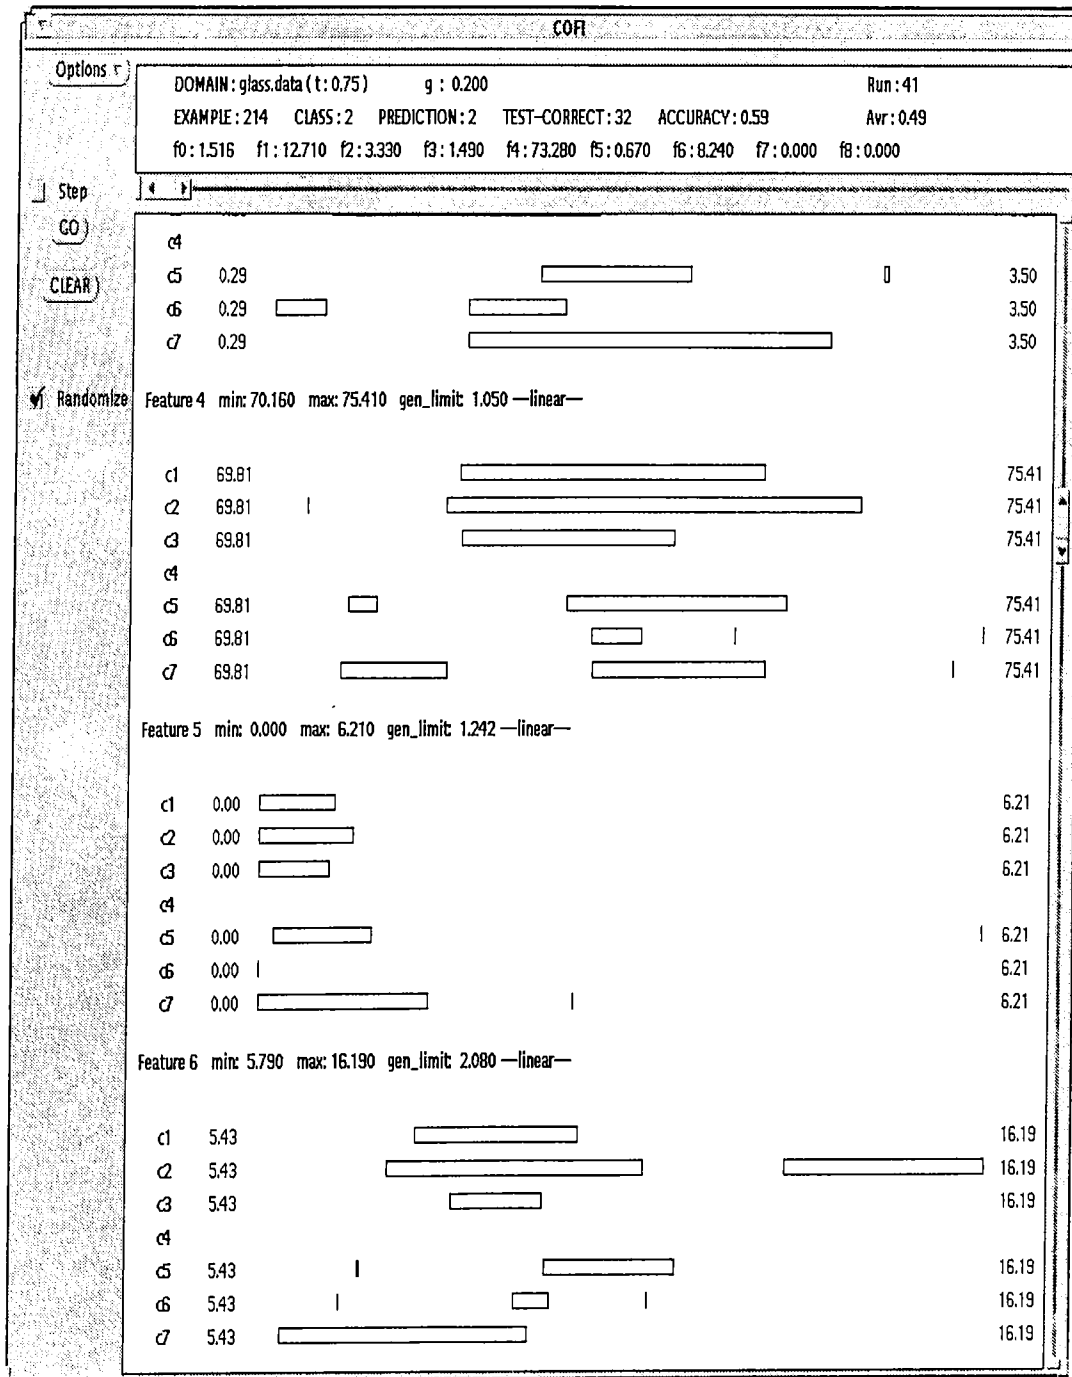 COFI
Options
DOMAIN: glass.data ( t: 0.75 ) g : 0.200 Run: 41
EXAMPLE: 214 CLASS: 2 PREDICTION: 2 TEST-CORRECT: 32 ACCURACY: 0.59 Avr: 0.49
f0: 1.516 f1: 12.710 f2: 3.330 f3: 1.490 f4: 73.280 f5: 0.670 f6: 8.240 f7: 0.000 f8: 0.000
Step
GO
CLEAR
Randomize
c4
c5 0.29 3.50
c6 0.29 3.50
c7 0.29 3.50
Feature 4 min: 70.160 max: 75.410 gen_limit: 1.050 —linear—
c1 69.81 75.41
c2 69.81 75.41
c3 69.81 75.41
c4
c5 69.81 75.41
c6 69.81 75.41
c7 69.81 75.41
Feature 5 min: 0.000 max: 6.210 gen_limit: 1.242 —linear—
c1 0.00 6.21
c2 0.00 6.21
c3 0.00 6.21
c4
c5 0.00 6.21
c6 0.00 6.21
c7 0.00 6.21
Feature 6 min: 5.790 max: 16.190 gen_limit: 2.080 —linear—
c1 5.43 16.19
c2 5.43 16.19
c3 5.43 16.19
c4
c5 5.43 16.19
c6 5.43 16.19
c7 5.43 16.19